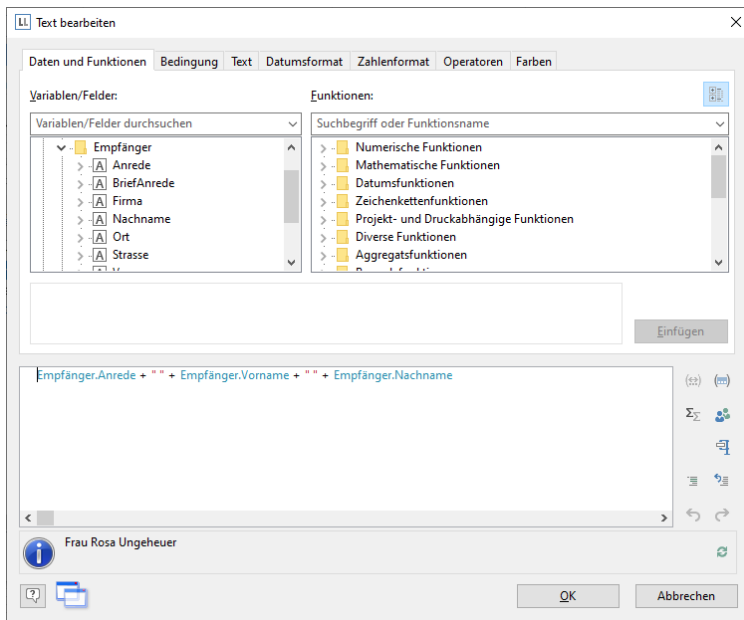 LL Text bearbeiten
Daten und Funktionen Bedingung Text Datumsformat Zahlenformat Operatoren Farben
Variablen/Felder: Funktionen:
Variablen/Felder durchsuchen Suchbegriff oder Funktionsname
Empfänger Numerische Funktionen
A Anrede Mathematische Funktionen
A BriefAnrede Datumsfunktionen
A Firma Zeichenkettenfunktionen
A Nachname Projekt- und Druckabhängige Funktionen
A Ort Diverse Funktionen
A Strasse Aggregatsfunktionen
Einfügen
Empfänger.Anrede + " " + Empfänger.Vorname + " " + Empfänger.Nachname
Frau Rosa Ungeheuer
OK Abbrechen